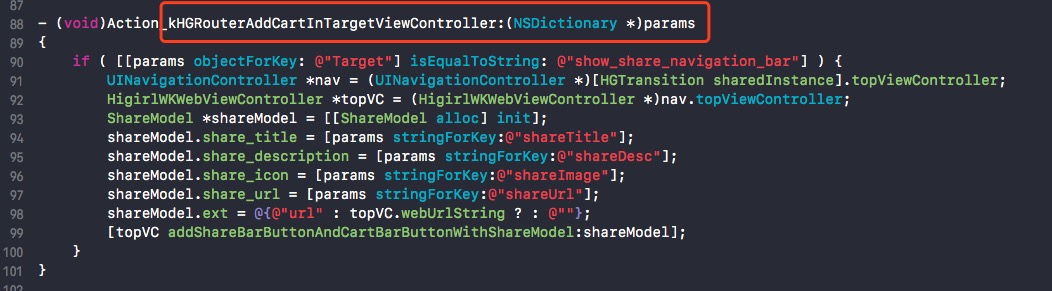 87
88 - (void)Action_kHGRouterAddCartInTargetViewController:(NSDictionary *)params
89 {
90     if ( [[params objectForKey: @"Target"] isEqualToString: @"show_share_navigation_bar"] ) {
91         UINavigationController *nav = (UINavigationController *)[HGTransition sharedInstance].topViewController;
92         HigirlWKWebViewController *topVC = (HigirlWKWebViewController *)nav.topViewController;
93         ShareModel *shareModel = [[ShareModel alloc] init];
94         shareModel.share_title = [params stringForKey:@"shareTitle"];
95         shareModel.share_description = [params stringForKey:@"shareDesc"];
96         shareModel.share_icon = [params stringForKey:@"shareImage"];
97         shareModel.share_url = [params stringForKey:@"shareUrl"];
98         shareModel.ext = @{@"url" : topVC.webUrlString ? : @""};
99         [topVC addShareBarButtonAndCartBarButtonWithShareModel:shareModel];
100     }
101 }
102